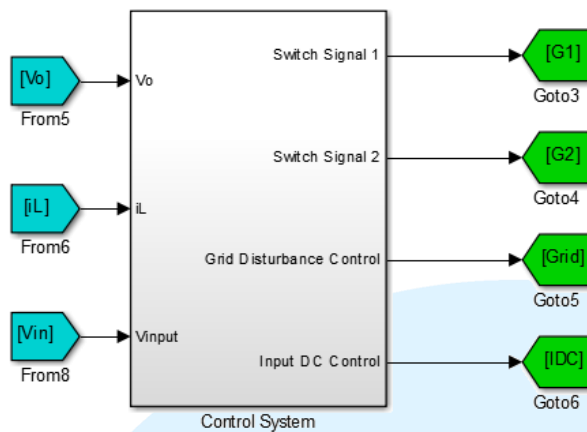 Switch Signal 1
[G1]
[Vo]
Vo
Goto3
From5
Switch Signal 2
[G2]
Goto4
[iL]
iL
From6
Grid Disturbance Control
[Grid]
Goto5
[Vin]
Vinput
From8
Input DC Control
[IDC]
Goto6
Control System